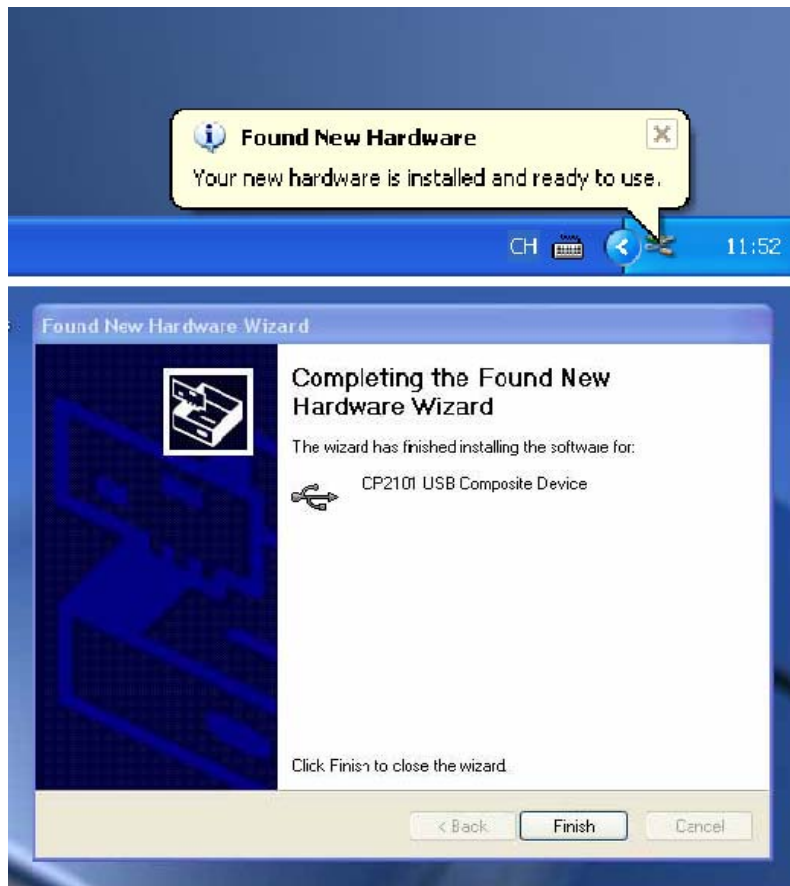 Found New Hardware
Your new hardware is installed and ready to use.
CH
11:52
Found New Hardware Wizard
Completing the Found New
Hardware Wizard
The wizard has finished installing the software for:
CP2101 USB Composite Device
Click Finish to close the wizard.
< Back
Finish
Cancel